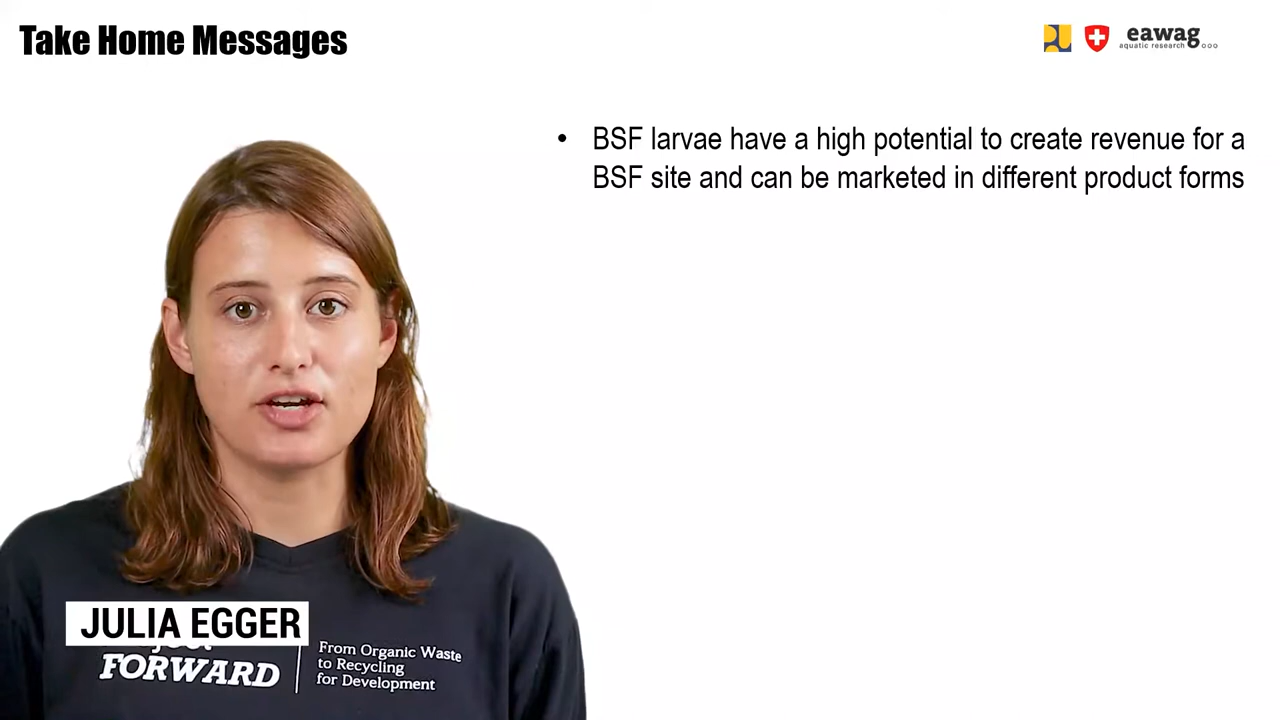 Take Home Messages
eawag
aquatic research
• BSF larvae have a high potential to create revenue for a
BSF site and can be marketed in different product forms
JULIA EGGER
FORWARD
From Organic Waste
to Recycling
for Development